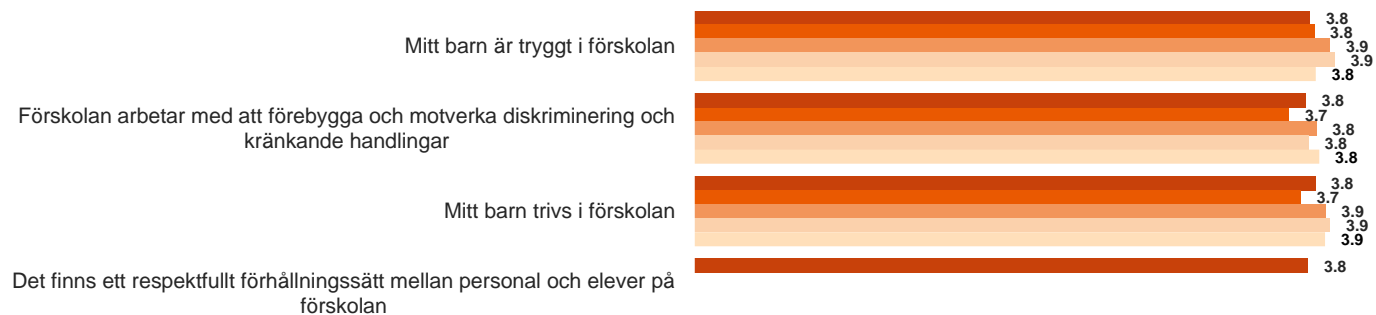 Mitt barn är tryggt i förskolan
3.8
3.8
3.9
3.9
3.8
Förskolan arbetar med att förebygga och motverka diskriminering och
kränkande handlingar
3.8
3.7
3.8
3.8
3.8
Mitt barn trivs i förskolan
3.8
3.7
3.9
3.9
3.9
Det finns ett respektfullt förhållningssätt mellan personal och elever på
förskolan
3.8